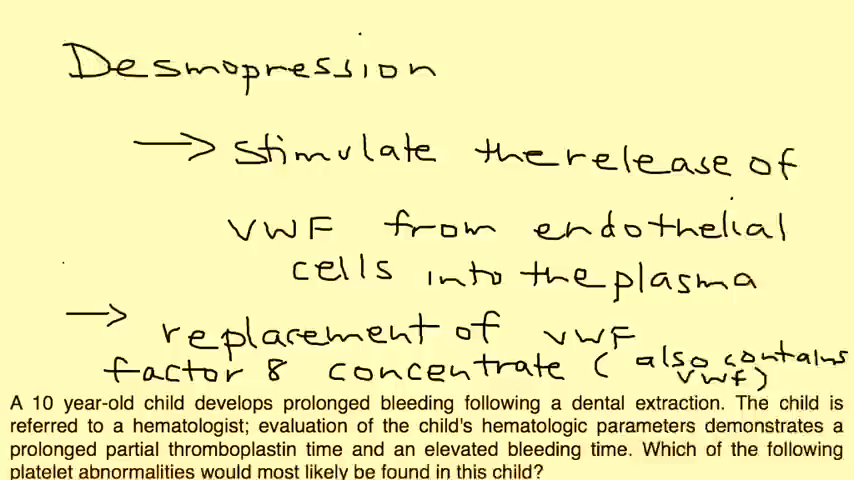 Desmopression
→ stimulate the release of
VWF from endothelial
cells into the plasma
→ replacement of VWF
factor 8 concentrate ( also contains
vwf )
A 10 year-old child develops prolonged bleeding following a dental extraction. The child is
referred to a hematologist; evaluation of the child's hematologic parameters demonstrates a
prolonged partial thromboplastin time and an elevated bleeding time. Which of the following
platelet abnormalities would most likely be found in this child?